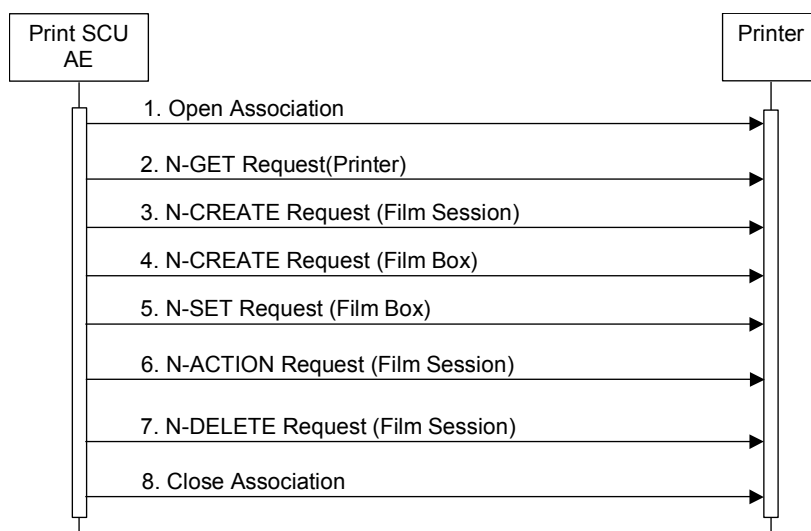 Print SCU
AE
Printer
1. Open Association
2. N-GET Request(Printer)
3. N-CREATE Request (Film Session)
4. N-CREATE Request (Film Box)
5. N-SET Request (Film Box)
6. N-ACTION Request (Film Session)
7. N-DELETE Request (Film Session)
8. Close Association